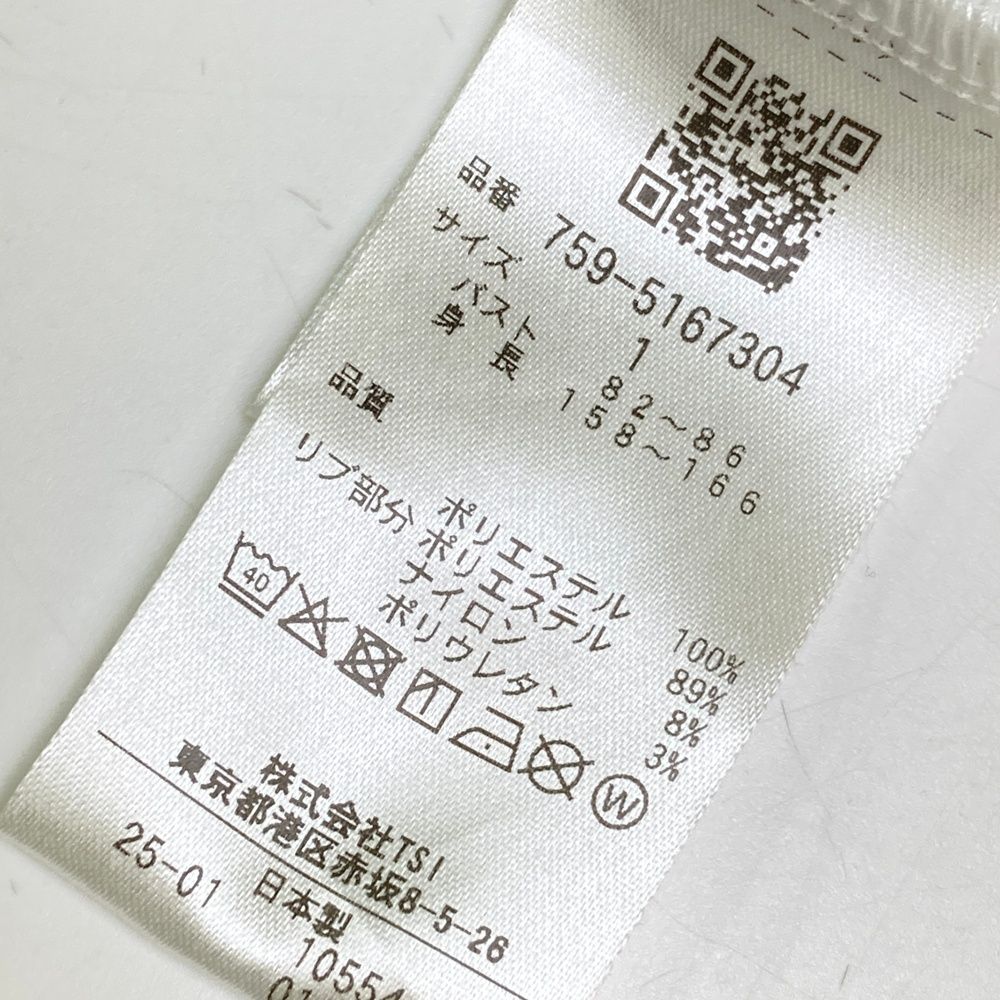 品番 759-5167304
サイズ 1
バスト 82～86
身長 158～166
品質
ポリエステル 100%
リブ部分 ポリエステル 89%
ナイロン 8%
ポリウレタン 3%
40
W
株式会社TSI
東京都港区赤坂8-5-26
25-01 日本製
10554
01